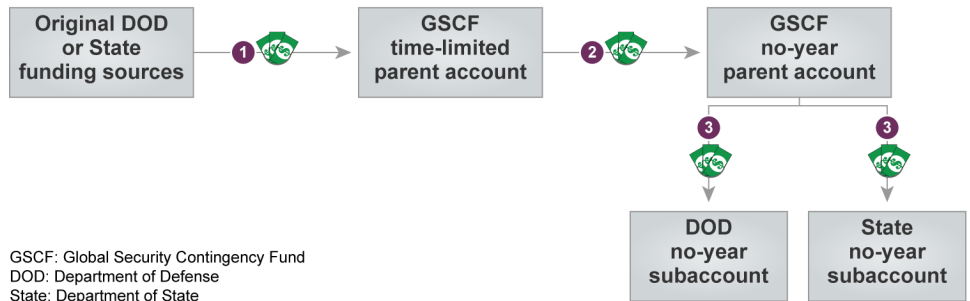 Original DOD
or State
funding sources
1
GSCF
time-limited
parent account
2
GSCF
no-year
parent account
3
3
DOD
no-year
subaccount
State
no-year
subaccount
GSCF: Global Security Contingency Fund
DOD: Department of Defense
State: Department of State